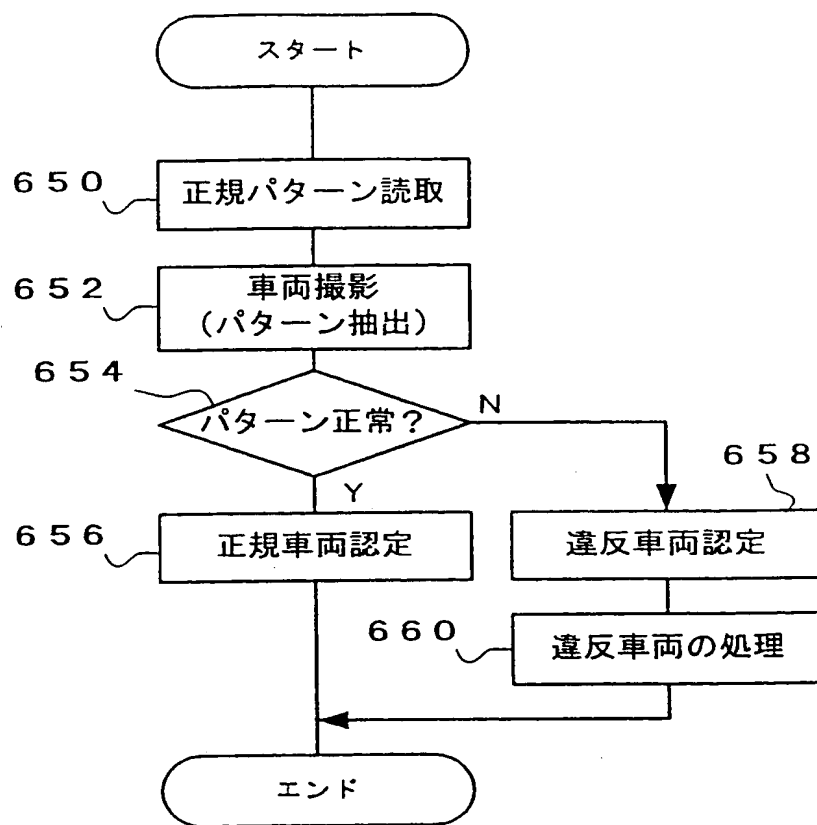 スタート
650
正規パターン読取
652
車両撮影
(パターン抽出)
654
パターン正常?
N
Y
656
正規車両認定
658
違反車両認定
660
違反車両の処理
エンド